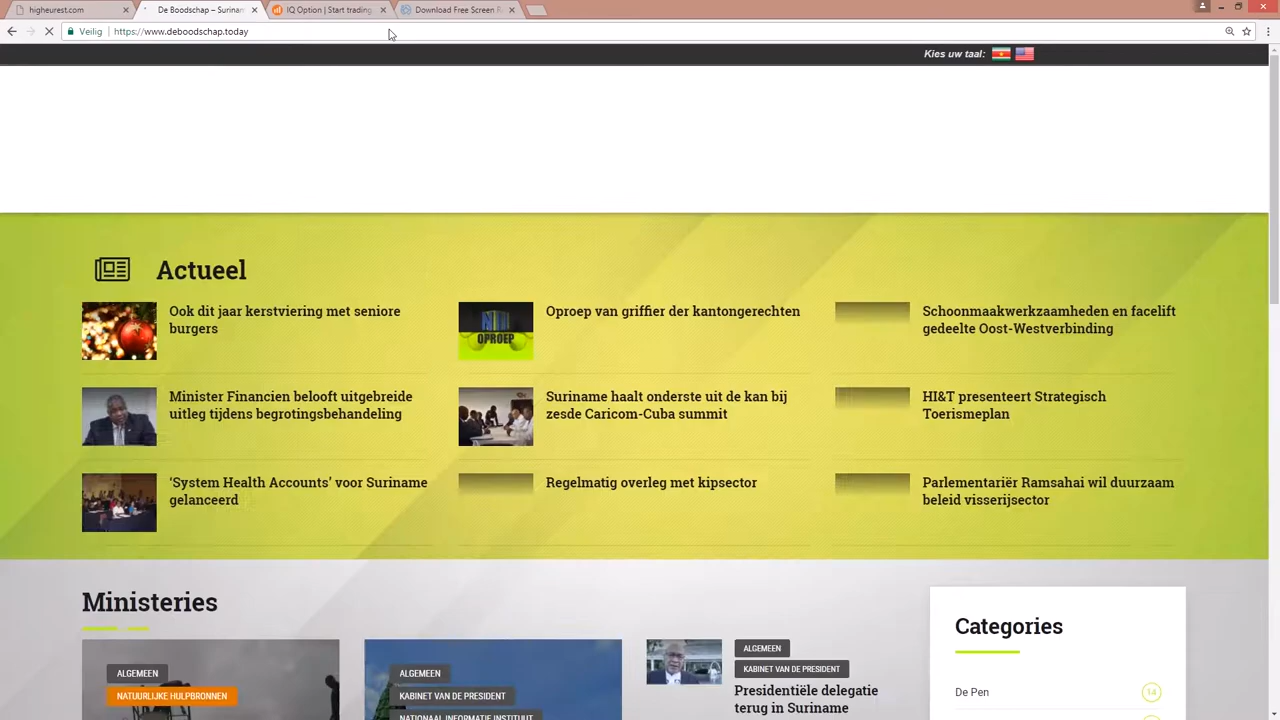 higheurest.com
De Boodschap – Surinam
IQ Option | Start trading
Download Free Screen R
Veilig
https://www.deboodschap.today
Kies uw taal:
Actueel
Ook dit jaar kerstviering met seniore
burgers
Oproep van griffier der kantongerechten
OPROEP
Schoonmaakwerkzaamheden en facelift
gedeelte Oost-Westverbinding
Minister Financien belooft uitgebreide
uitleg tijdens begrotingsbehandeling
Suriname haalt onderste uit de kan bij
zesde Caricom-Cuba summit
HI&T presenteert Strategisch
Toerismeplan
'System Health Accounts' voor Suriname
gelanceerd
Regelmatig overleg met kipsector
Parlementariër Ramsahai wil duurzaam
beleid visserijsector
Ministeries
ALGEMEEN
NATUURLIJKE HULPBRONNEN
ALGEMEEN
KABINET VAN DE PRESIDENT
NATIONAAL INFORMATIE INSTITUUT
ALGEMEEN
KABINET VAN DE PRESIDENT
Presidentiële delegatie
terug in Suriname
Categories
De Pen
14